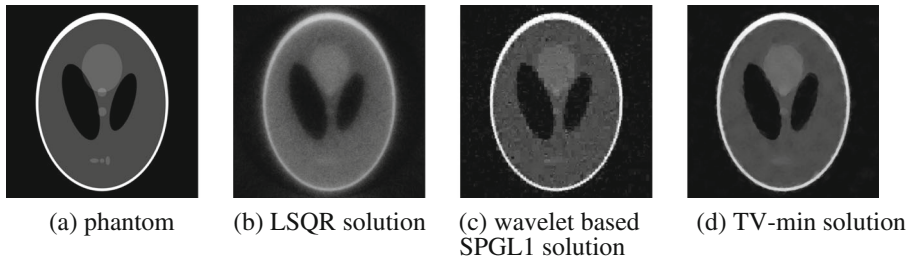 (a) phantom
(b) LSQR solution
(c) wavelet based
SPGL1 solution
(d) TV-min solution